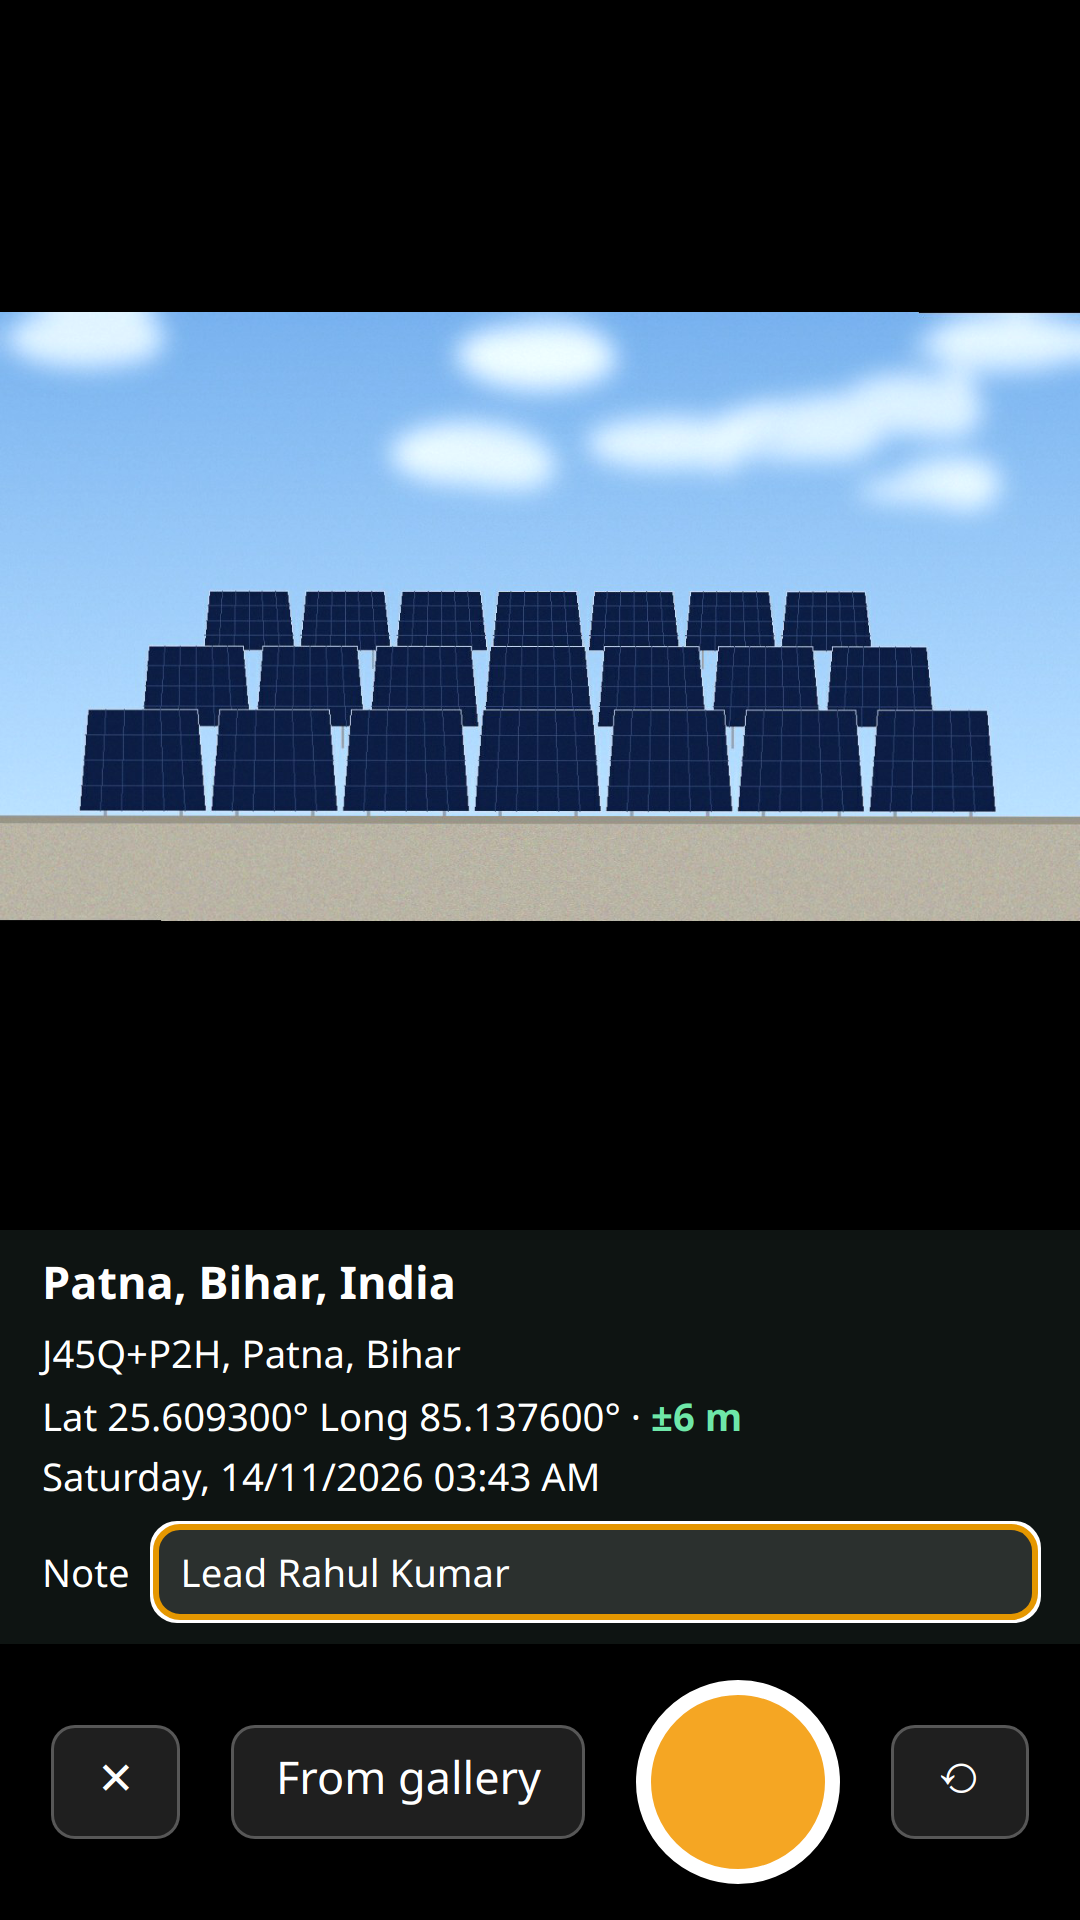 Patna, Bihar, India
J45Q+P2H, Patna, Bihar
Lat 25.609300° Long 85.137600° · ±6 m
Saturday, 14/11/2026 03:43 AM
Note Lead Rahul Kumar
From gallery